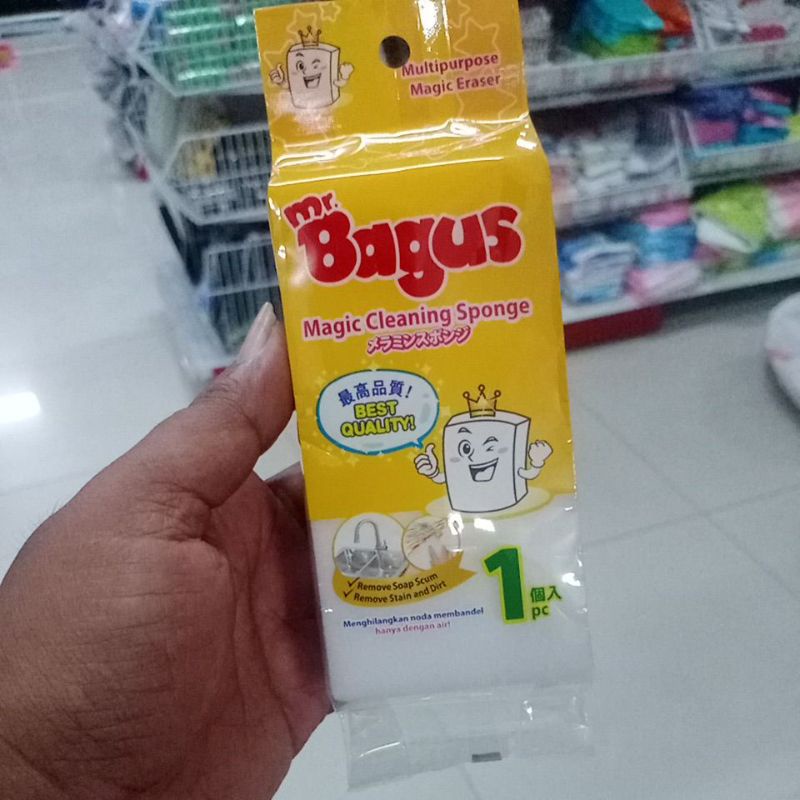 Multipurpose
Magic Eraser
mr.
Bagus
Magic Cleaning Sponge
メラミンスポンジ
最高品質!
BEST
QUALITY!
Remove Soap Scum
Remove Stain and Dirt
1
個入
pc
Menghilangkan noda membandel
hanya dengan air!